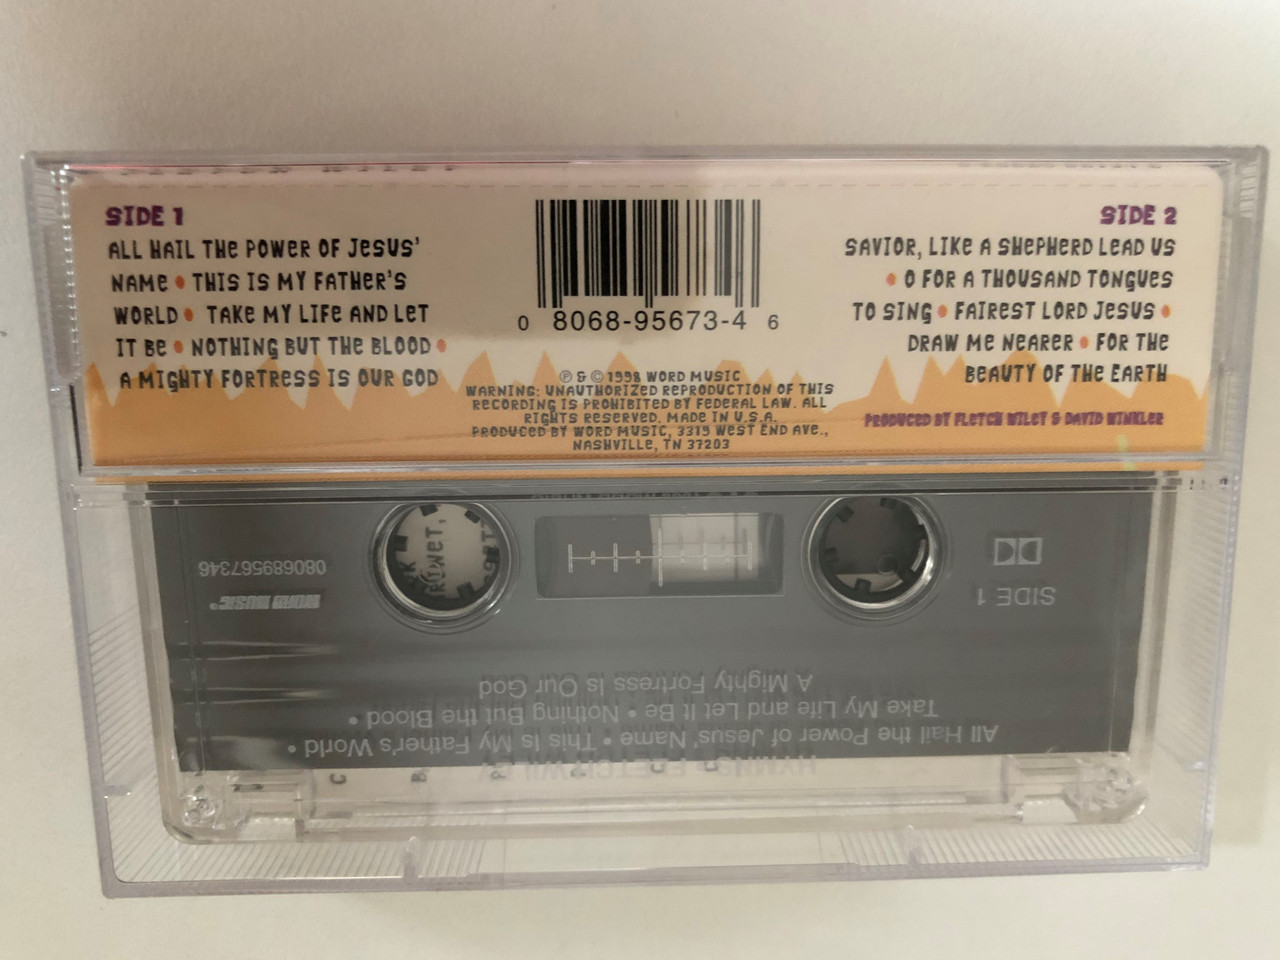 SIDE 1
ALL HAIL THE POWER OF JESUS'
NAME • THIS IS MY FATHER'S
WORLD • TAKE MY LIFE AND LET
IT BE • NOTHING BUT THE BLOOD •
A MIGHTY FORTRESS IS OUR GOD
0 8068-95673-4 6
℗ & © 1998 WORD MUSIC
WARNING: UNAUTHORIZED REPRODUCTION OF THIS
RECORDING IS PROHIBITED BY FEDERAL LAW. ALL
RIGHTS RESERVED. MADE IN U.S.A.
PRODUCED BY WORD MUSIC, 3319 WEST END AVE.,
NASHVILLE, TN 37203
SIDE 2
SAVIOR, LIKE A SHEPHERD LEAD US
• O FOR A THOUSAND TONGUES
TO SING • FAIREST LORD JESUS •
DRAW ME NEARER • FOR THE
BEAUTY OF THE EARTH
PRODUCED BY FLETCH WILEY & DAVID WINKLER
HYMNS FLETCH WILEY
All Hail the Power of Jesus' Name • This Is My Father's World •
Take My Life and Let It Be • Nothing But the Blood •
A Mighty Fortress Is Our God
SIDE 1
WORD MUSIC
080689567346